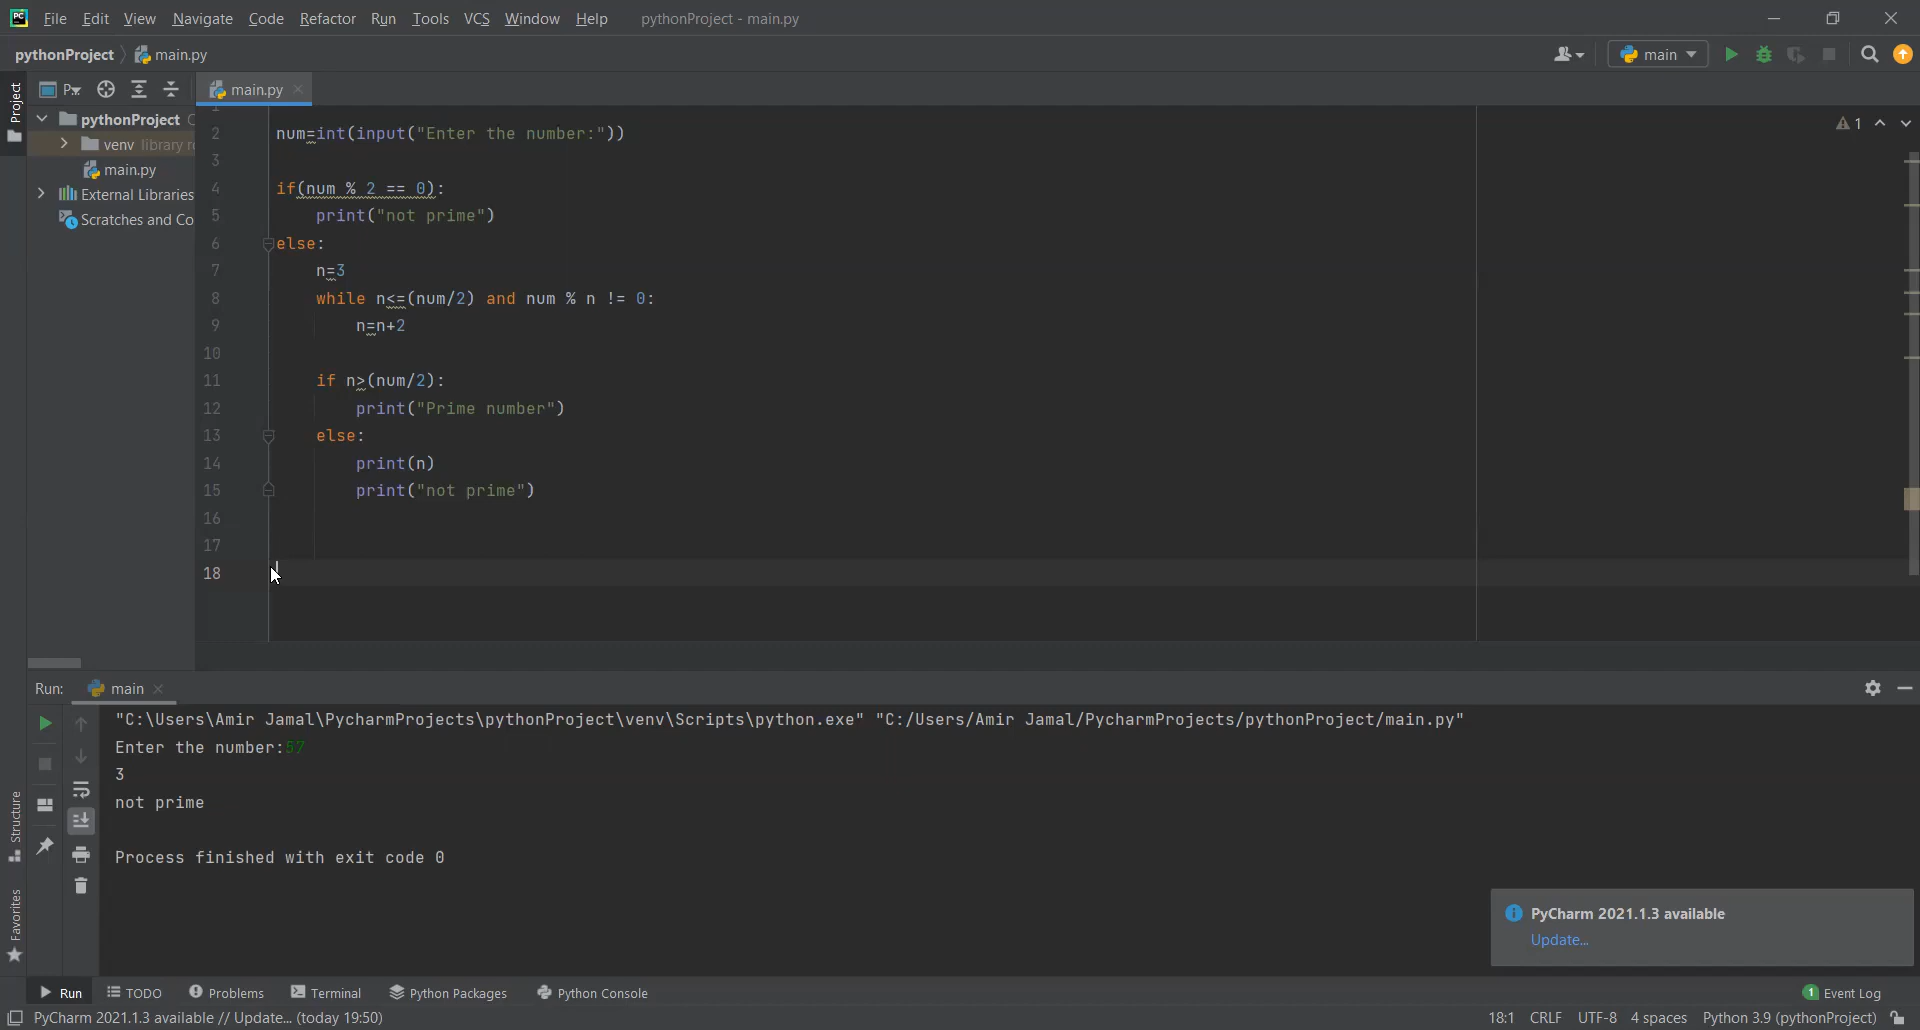 PC File Edit View Navigate Code Refactor Run Tools VCS Window Help pythonProject - main.py
pythonProject main.py main
Project P main.py
pythonProject
venv library
main.py
External Libraries
Scratches and Co
1
2 num=int(input("Enter the number:")) 1
3
4 if(num % 2 == 0):
5 print("not prime")
6 else:
7 n=3
8 while n<=(num/2) and num % n != 0:
9 n=n+2
10
11 if n>(num/2):
12 print("Prime number")
13 else:
14 print(n)
15 print("not prime")
16
17
18
Run: main
"C:\Users\Amir Jamal\PycharmProjects\pythonProject\venv\Scripts\python.exe" "C:/Users/Amir Jamal/PycharmProjects/pythonProject/main.py"
Enter the number:57
3
not prime
Process finished with exit code 0
Structure
Favorites
PyCharm 2021.1.3 available
Update...
Run TODO Problems Terminal Python Packages Python Console 1 Event Log
PyCharm 2021.1.3 available // Update... (today 19:50) 18:1 CRLF UTF-8 4 spaces Python 3.9 (pythonProject)